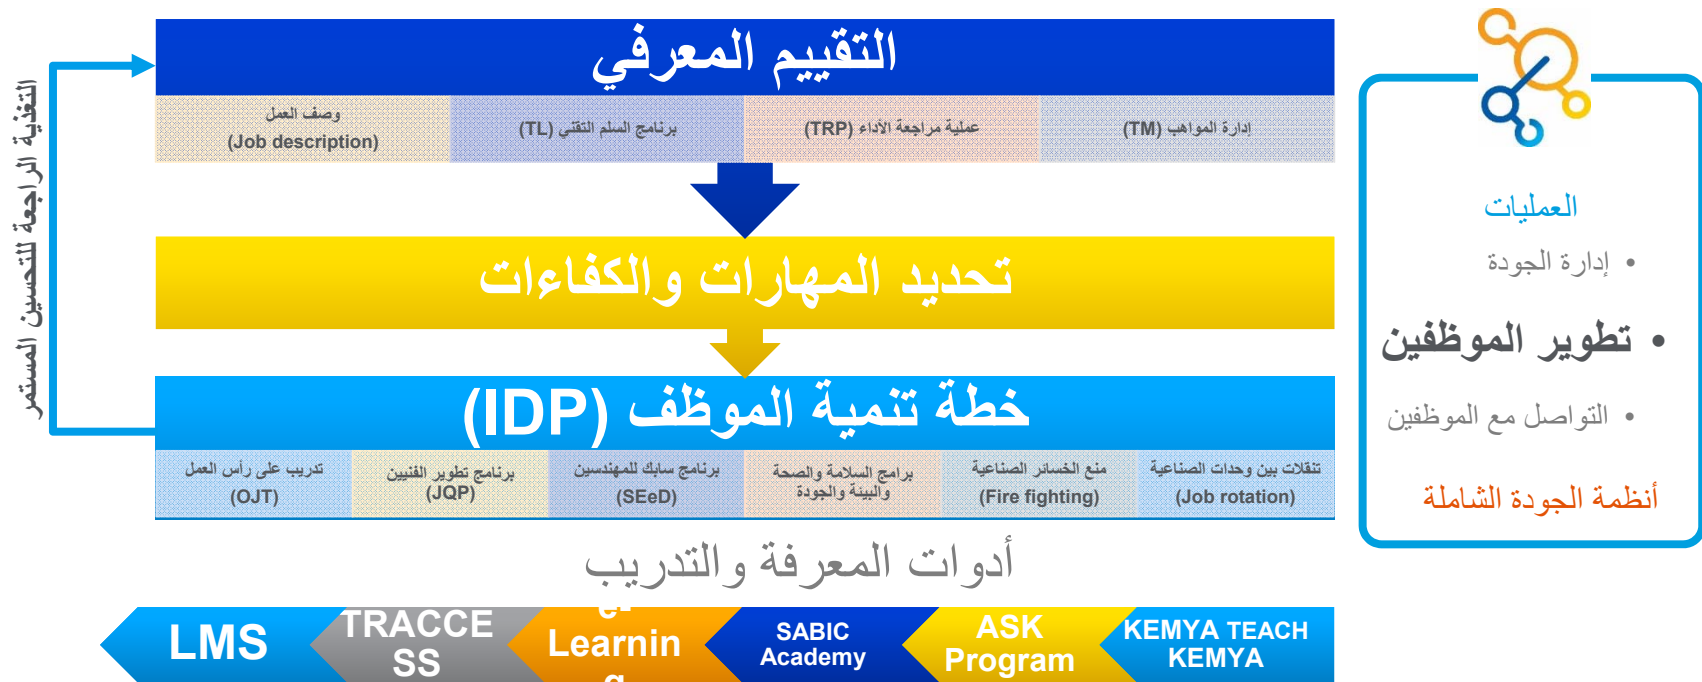 التقييم المعرفي
إدارة المواهب (TM)
عملية مراجعة الأداء (TRP)
برنامج السلم التقني (TL)
وصف العمل
(Job description)
تحديد المهارات والكفاءات
خطة تنمية الموظف (IDP)
تنقلات بين وحدات الصناعية
(Job rotation)
منع الخسائر الصناعية
(Fire fighting)
برامج السلامة والصحة
والبيئة والجودة
برنامج سابك للمهندسين
(SEeD)
برنامج تطوير الفنيين
(JQP)
تدريب على رأس العمل
(OJT)
التغذية الراجعة للتحسين المستمر
أدوات المعرفة والتدريب
LMS
TRACCE
SS
e-
Learnin
g
SABIC
Academy
ASK
Program
KEMYA TEACH
KEMYA
العمليات
• إدارة الجودة
• تطوير الموظفين
• التواصل مع الموظفين
أنظمة الجودة الشاملة